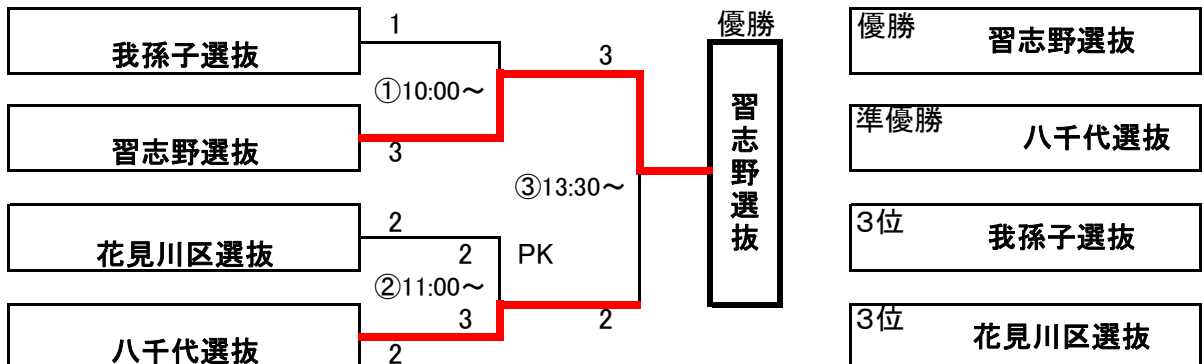 我孫子選抜
1
①10:00～
習志野選抜
3
花見川区選抜
2
2
PK
②11:00～
3
八千代選抜
2
3
③13:30～
2
優勝
習志野選抜
優勝
習志野選抜
準優勝
八千代選抜
3位
我孫子選抜
3位
花見川区選抜